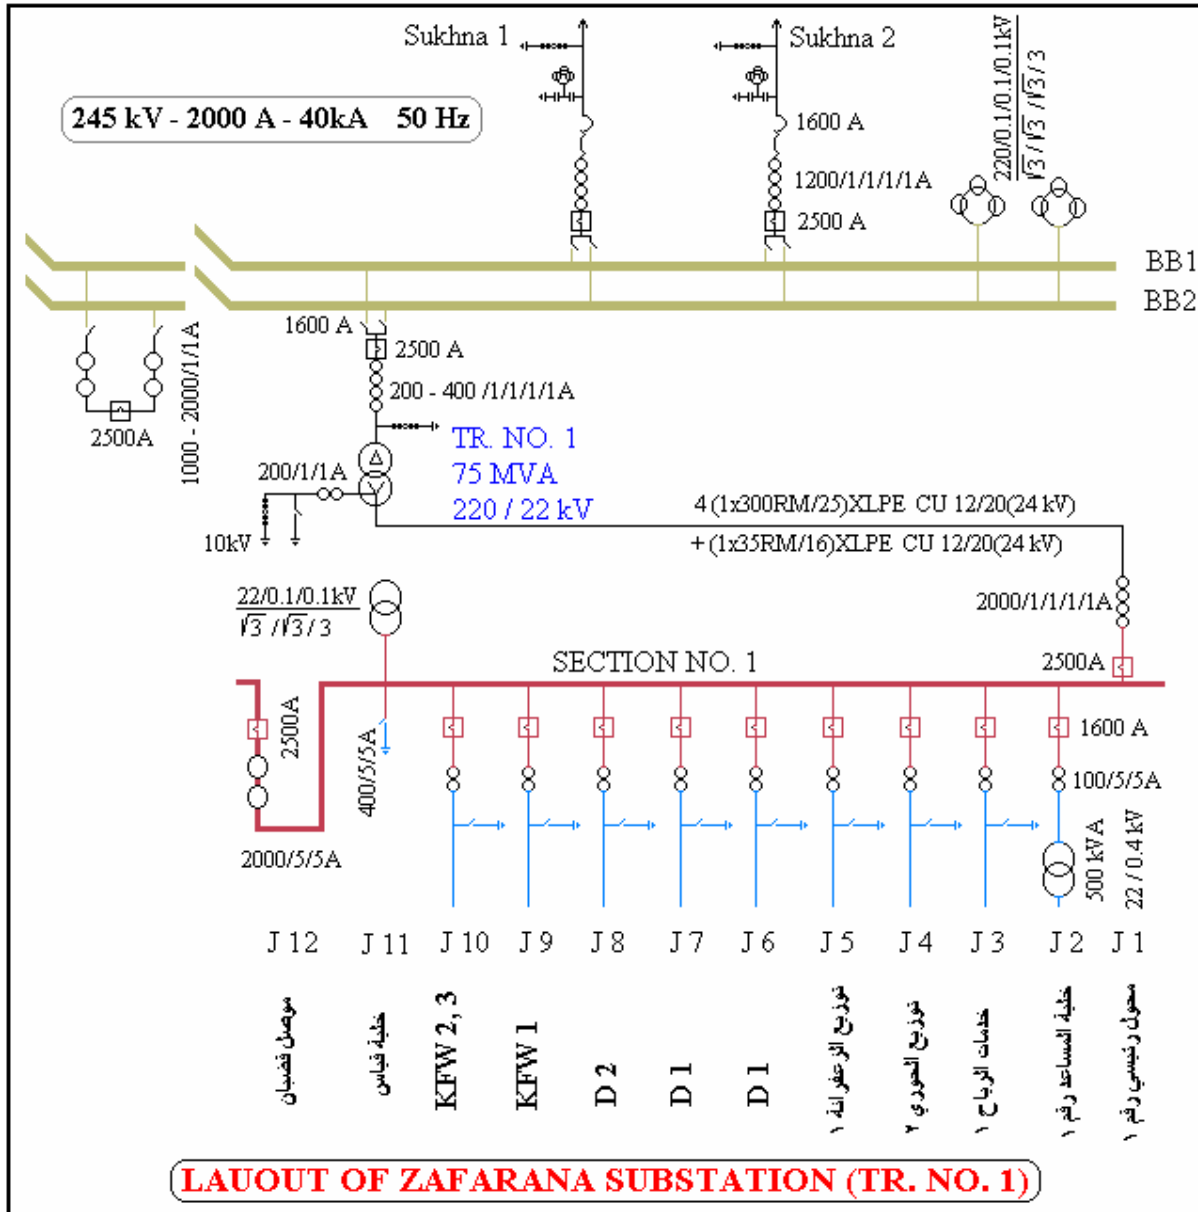 Sukhna 1
Sukhna 2
220/0.1/0.1/0.1kV
√3 / √3 / √3 / 3
245 kV - 2000 A - 40kA 50 Hz
1600 A
1200/1/1/1/1A
2500 A
BB1
BB2
1600 A
2500 A
200 - 400 /1/1/1/1A
2500A
1000 - 2000/1/1A
TR. NO. 1
75 MVA
220 / 22 kV
200/1/1A
10kV
4 (1x300RM/25)XLPE CU 12/20(24 kV)
+ (1x35RM/16)XLPE CU 12/20(24 kV)
22/0.1/0.1kV
√3 / √3 / 3
2000/1/1/1/1A
SECTION NO. 1
2500A
2500A
400/5/5A
1600 A
100/5/5A
2000/5/5A
500 kVA
22 / 0.4 kV
J 12
J 11
J 10
J 9
J 8
J 7
J 6
J 5
J 4
J 3
J 2
J 1
موصل قضبان
خلية قياس
KFW 2, 3
KFW 1
D 2
D 1
D 1
توزيع الزعفرانة ١
توزيع الحوري ٢
خدمات الرياح ١
خلية المساعد رقم ١
محول رئيسي رقم ١
LAUOUT OF ZAFARANA SUBSTATION (TR. NO. 1)